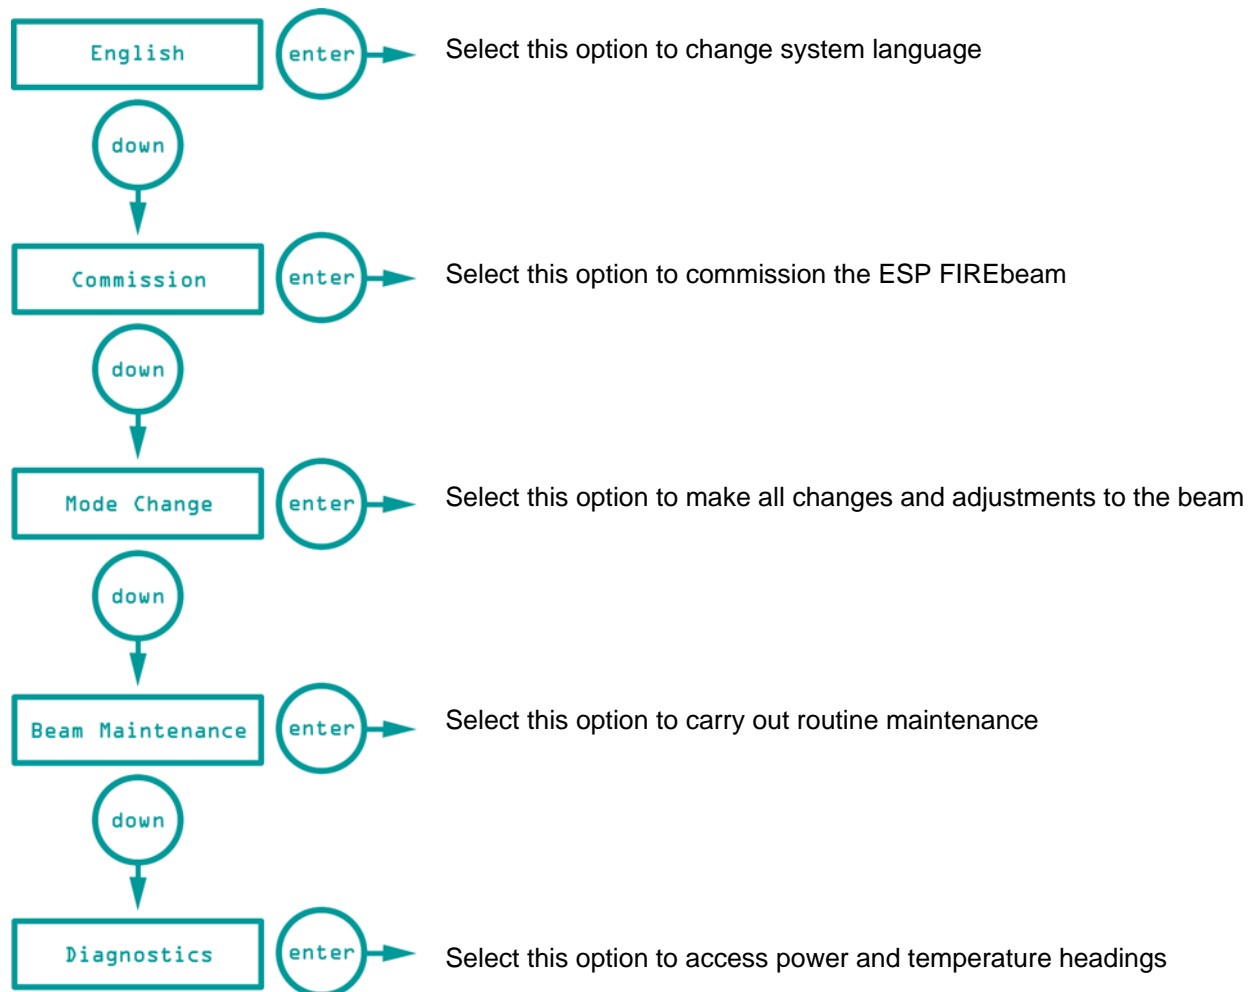 English
enter
Select this option to change system language
down
Commission
enter
Select this option to commission the ESP FIREbeam
down
Mode Change
enter
Select this option to make all changes and adjustments to the beam
down
Beam Maintenance
enter
Select this option to carry out routine maintenance
down
Diagnostics
enter
Select this option to access power and temperature headings